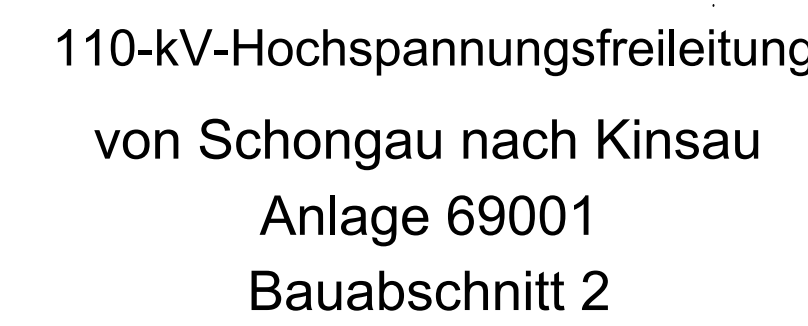 110-kV-Hochspannungsfreileitung
von Schongau nach Kinsau
Anlage 69001
Bauabschnitt 2